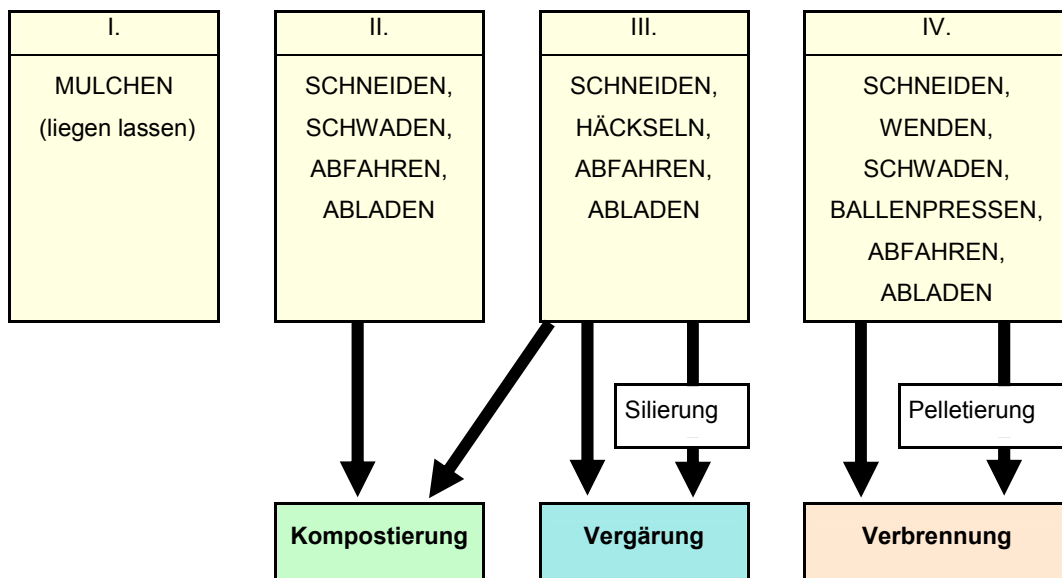 I.
MULCHEN
(liegen lassen)
II.
SCHNEIDEN,
SCHWADEN,
ABFAHREN,
ABLADEN
III.
SCHNEIDEN,
HÄCKSELN,
ABFAHREN,
ABLADEN
IV.
SCHNEIDEN,
WENDEN,
SCHWADEN,
BALLENPRESSEN,
ABFAHREN,
ABLADEN
Silierung
Pelletierung
Kompostierung
Vergärung
Verbrennung